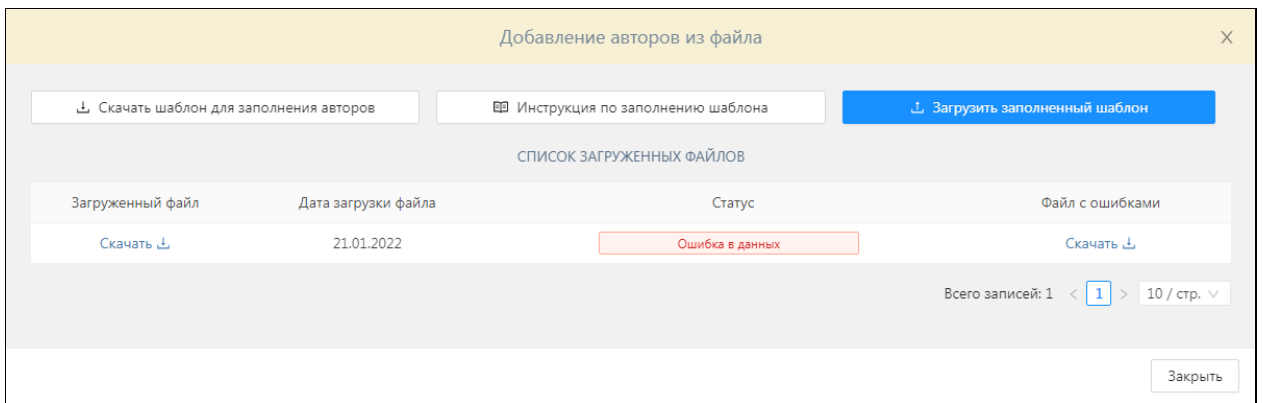 Добавление авторов из файла X
Скачать шаблон для заполнения авторов Инструкция по заполнению шаблона Загрузить заполненный шаблон
СПИСОК ЗАГРУЖЕННЫХ ФАЙЛОВ
Загруженный файл Дата загрузки файла Статус Файл с ошибками
Скачать 21.01.2022 Ошибка в данных Скачать
Всего записей: 1 < 1 > 10 / стр.
Закрыть